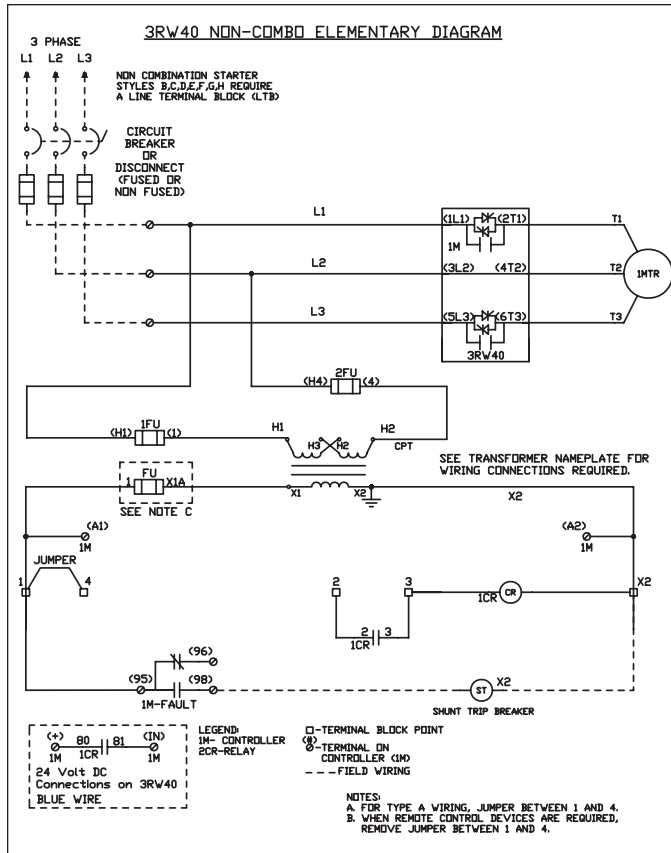 3RW40 NON-COMBO ELEMENTARY DIAGRAM
3 PHASE
L1 L2 L3
NON COMBINATION STARTER
STYLES B,C,D,E,F,G,H REQUIRE
A LINE TERMINAL BLOCK (LTB)
CIRCUIT
BREAKER
OR
DISCONNECT
(FUSED OR
NON FUSED)
L1
(1L1) (2T1)
T1
1M
L2
(3L2) (4T2)
T2
1MTR
L3
(5L3) (6T3)
T3
3RW40
2FU
(H4) (4)
1FU
(H1) (1)
H1 H3 H2 H2
CPT
SEE TRANSFORMER NAMEPLATE FOR
WIRING CONNECTIONS REQUIRED.
FU
1 X1A
X1 X2
X2
SEE NOTE C
(A1)
1M
(A2)
1M
JUMPER
1 4
2 3
X2
CR
1CR
2 3
1CR
(96)
(95) (98)
1M-FAULT
ST
X2
SHUNT TRIP BREAKER
(+) 80 81 (IN)
1M 1CR 1M
24 Volt DC
Connections on 3RW40
BLUE WIRE
LEGEND:
1M- CONTROLLER
2CR-RELAY
-TERMINAL BLOCK POINT
(#)
-TERMINAL ON
CONTROLLER (1M)
----FIELD WIRING
NOTES:
A. FOR TYPE A WIRING, JUMPER BETWEEN 1 AND 4.
B. WHEN REMOTE CONTROL DEVICES ARE REQUIRED,
REMOVE JUMPER BETWEEN 1 AND 4.